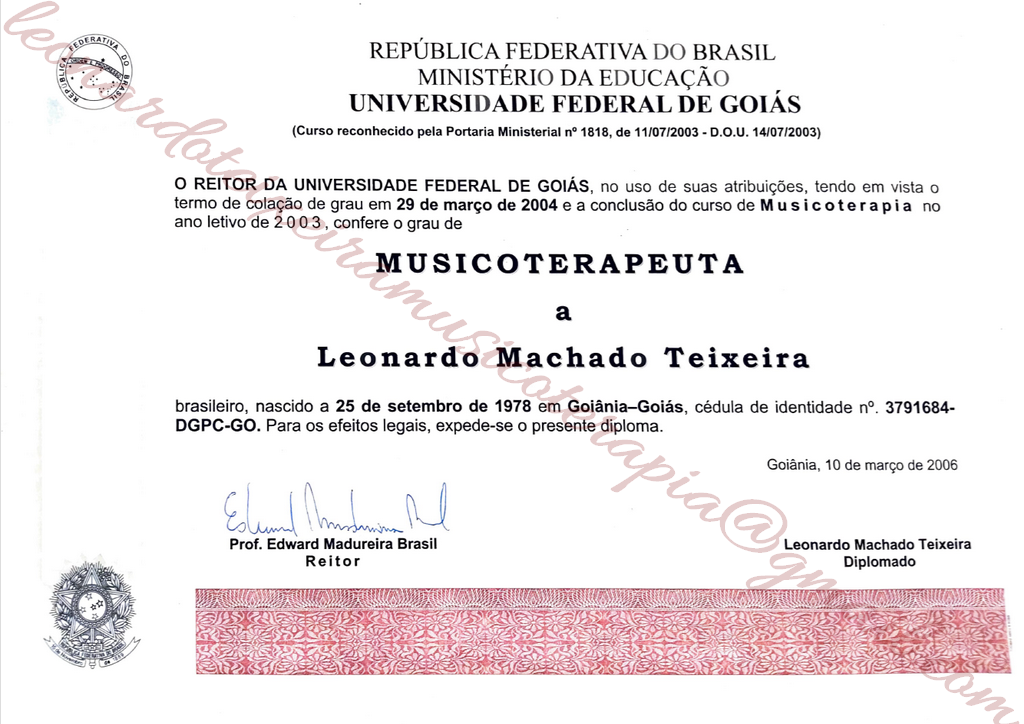 REPÚBLICA FEDERATIVA DO BRASIL
ORDEM E PROGRESSO
REPÚBLICA FEDERATIVA DO BRASIL
MINISTÉRIO DA EDUCAÇÃO
UNIVERSIDADE FEDERAL DE GOIÁS
(Curso reconhecido pela Portaria Ministerial nº 1818, de 11/07/2003 - D.O.U. 14/07/2003)
O REITOR DA UNIVERSIDADE FEDERAL DE GOIÁS, no uso de suas atribuições, tendo em vista o
termo de colação de grau em 29 de março de 2004 e a conclusão do curso de Musicoterapia no
ano letivo de 2003, confere o grau de
MUSICOTERAPEUTA
a
Leonardo Machado Teixeira
brasileiro, nascido a 25 de setembro de 1978 em Goiânia–Goiás, cédula de identidade nº. 3791684-
DGPC-GO. Para os efeitos legais, expede-se o presente diploma.
Goiânia, 10 de março de 2006
Prof. Edward Madureira Brasil
Reitor
Leonardo Machado Teixeira
Diplomado